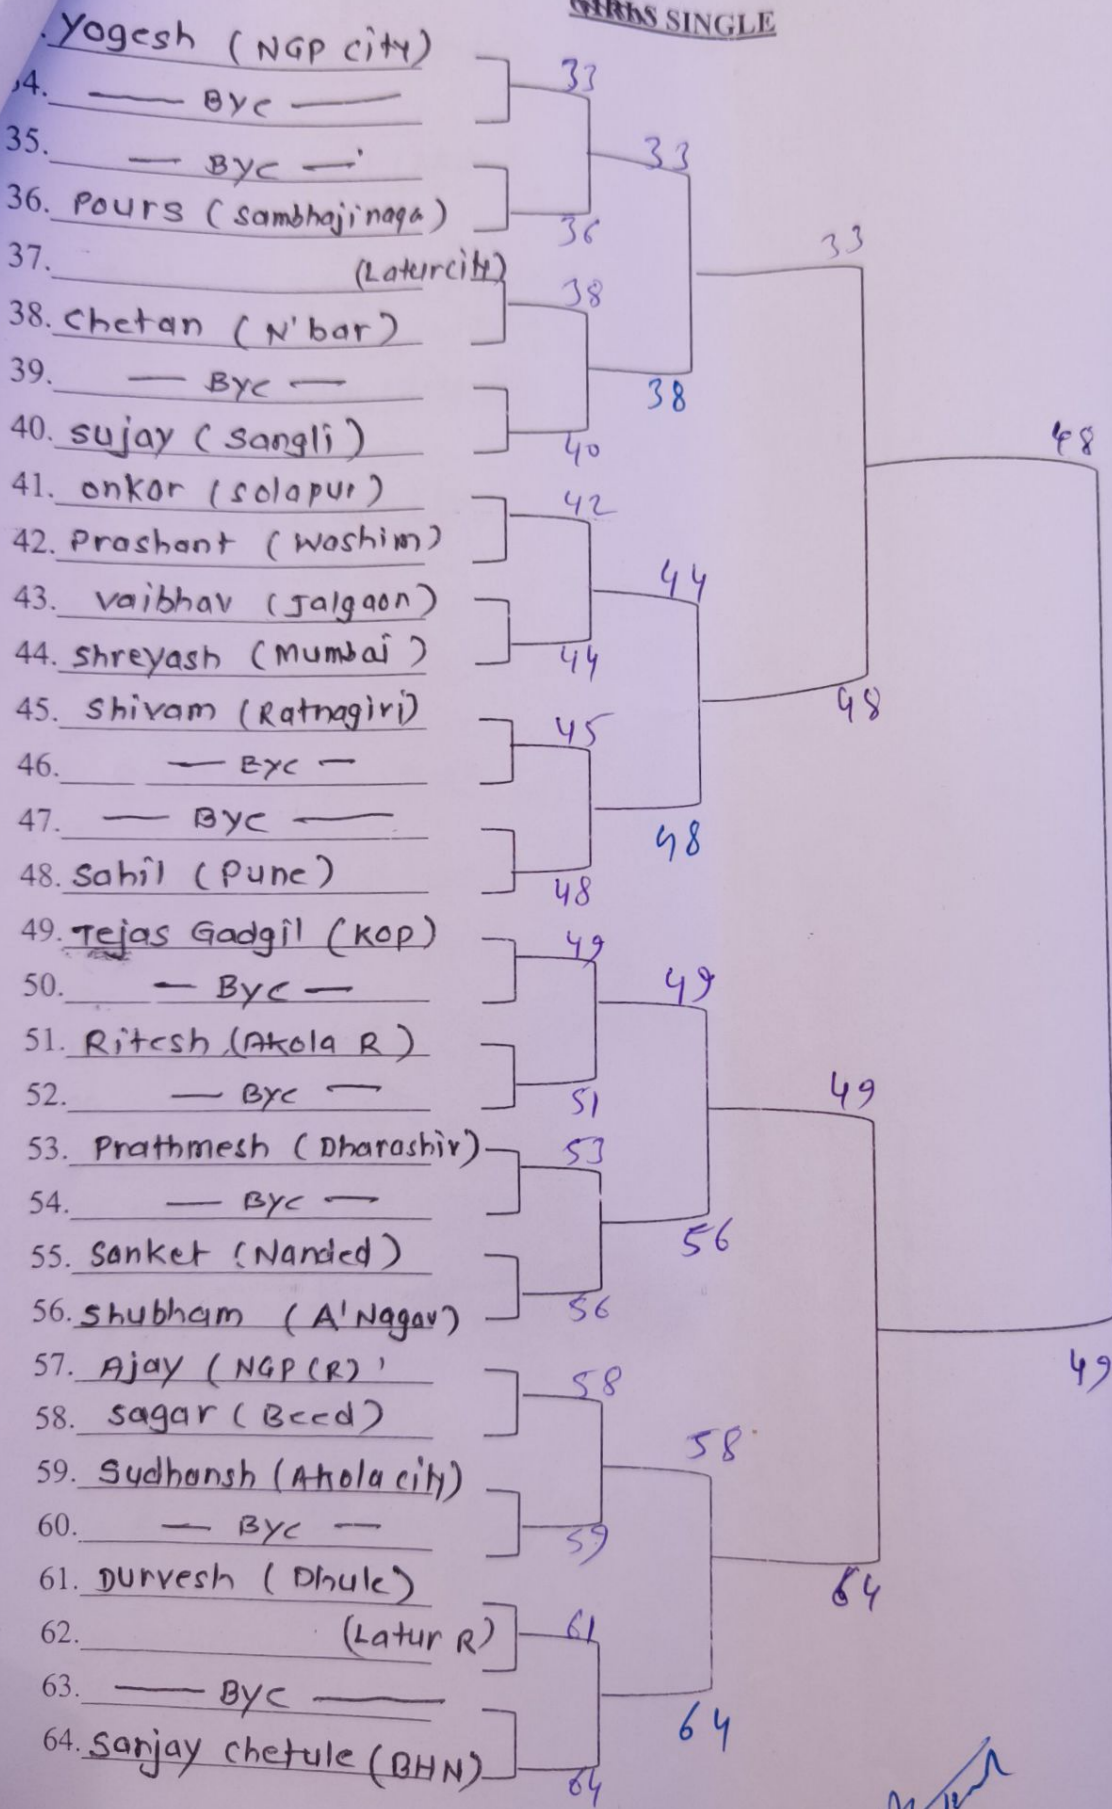 GIRLS SINGLE
. Yogesh (NGP city)
34. — Bye —
35. — Bye —
36. Pours (Sambhajinaga)
37. (Latur city)
38. Chetan (N'bar)
39. — Bye —
40. Sujay (Sangli)
41. Onkar (Solapur)
42. Prashant (Washim)
43. Vaibhav (Jalgaon)
44. Shreyash (Mumbai)
45. Shivam (Ratnagiri)
46. — Bye —
47. — Bye —
48. Sahil (Pune)
49. Tejas Gadgil (KOP)
50. — Bye —
51. Ritesh (Akola R)
52. — Bye —
53. Prathmesh (Dharashiv)
54. — Bye —
55. Sanket (Nanded)
56. Shubham (A'Nagar)
57. Ajay (NGP (R)
58. Sagar (Beed)
59. Sudhansh (Akola city)
60. — Bye —
61. Durvesh (Dhule)
62. (Latur R)
63. — Bye —
64. Sanjay Chetule (BHN)
33
36
38
40
42
44
45
48
49
51
53
56
58
59
61
64
33
38
44
48
49
56
58
64
33
48
49
64
48
49